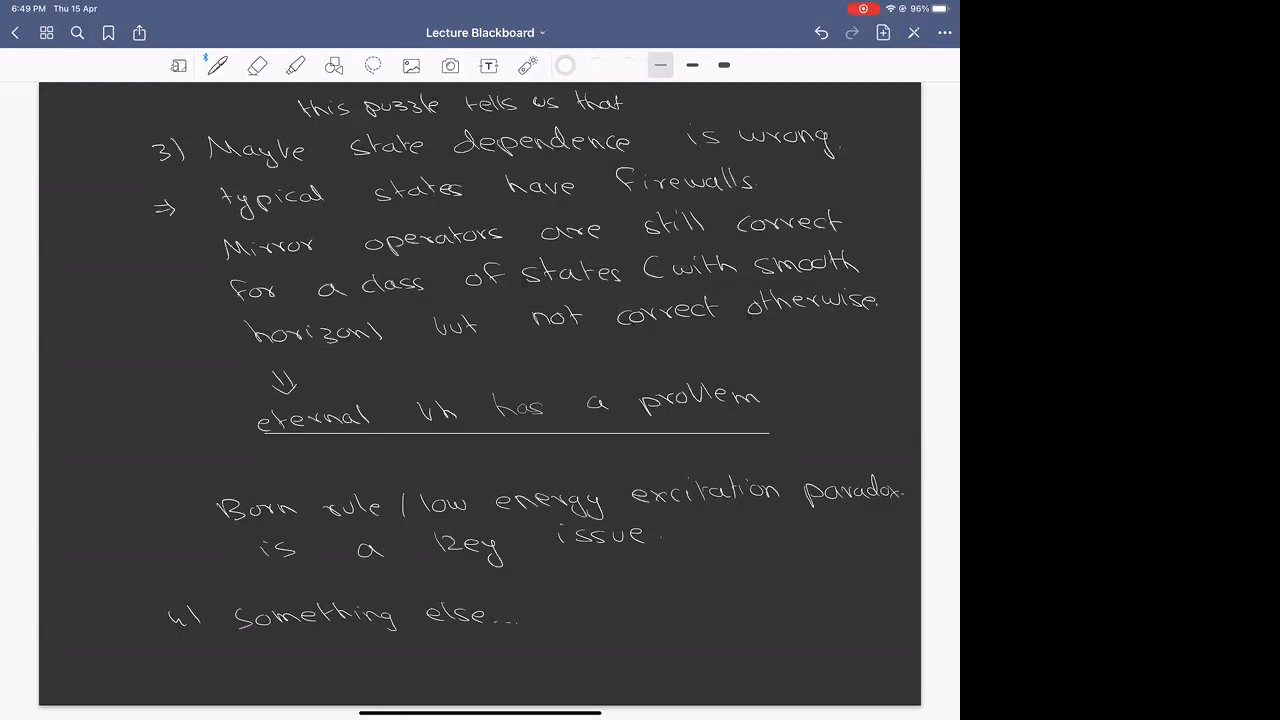 6:49 PM Thu 15 Apr
96%
Lecture Blackboard
T
this puzzle tells us that
3) Maybe state dependence is wrong.
⇒ typical states have firewalls.
Mirror operators are still correct
for a class of states (with smooth
horizon) but not correct otherwise.
⇓
eternal bh has a problem
Born rule / low energy excitation paradox.
is a key issue.
4) something else...